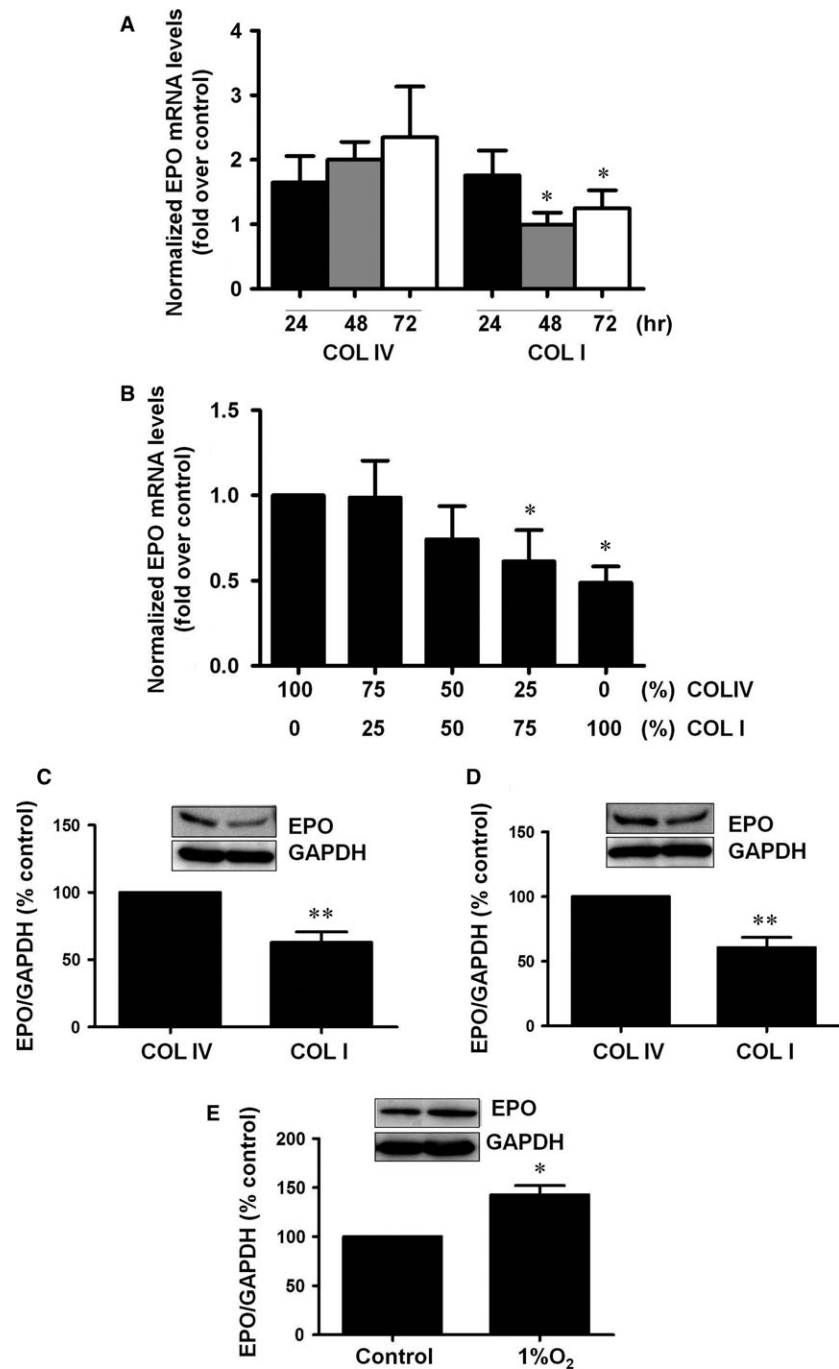 A
Normalized EPO mRNA levels
(fold over control)
4
3
2
1
0
*
*
24 48 72 24 48 72 (hr)
COL IV COL I
B
Normalized EPO mRNA levels
(fold over control)
1.5
1.0
0.5
0.0
*
*
100 75 50 25 0 (%) COLIV
0 25 50 75 100 (%) COL I
C
EPO/GAPDH (% control)
150
100
50
0
EPO
GAPDH
**
COL IV COL I
D
EPO/GAPDH (% control)
150
100
50
0
EPO
GAPDH
**
COL IV COL I
E
EPO/GAPDH (% control)
200
150
100
50
0
EPO
GAPDH
*
Control 1%O₂